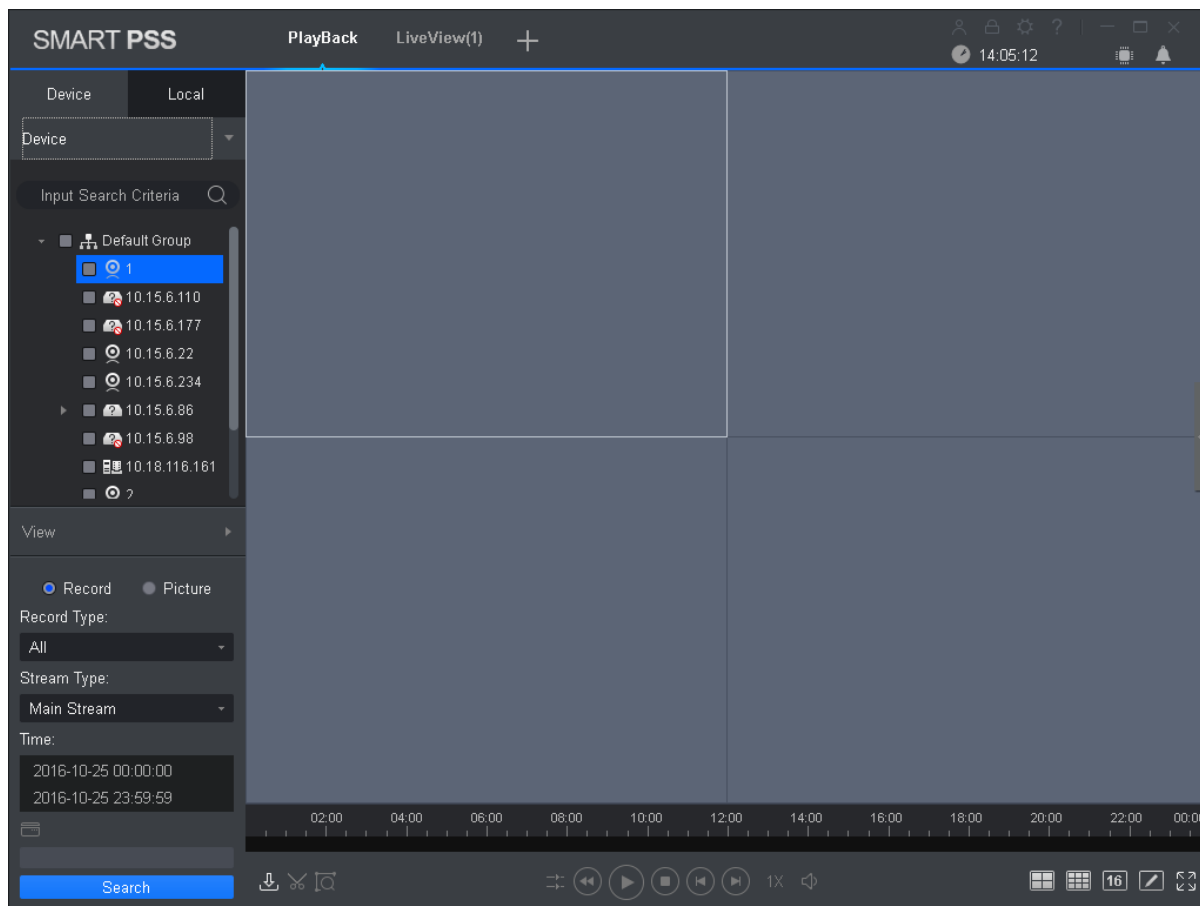 SMART PSS
PlayBack LiveView(1)
14:05:12
Device Local
Device
Input Search Criteria
Default Group
1
10.15.6.110
10.15.6.177
10.15.6.22
10.15.6.234
10.15.6.86
10.15.6.98
10.18.116.161
2
View
Record Picture
Record Type:
All
Stream Type:
Main Stream
Time:
2016-10-25 00:00:00
2016-10-25 23:59:59
Search
02:00 04:00 06:00 08:00 10:00 12:00 14:00 16:00 18:00 20:00 22:00 00:0
1X
16